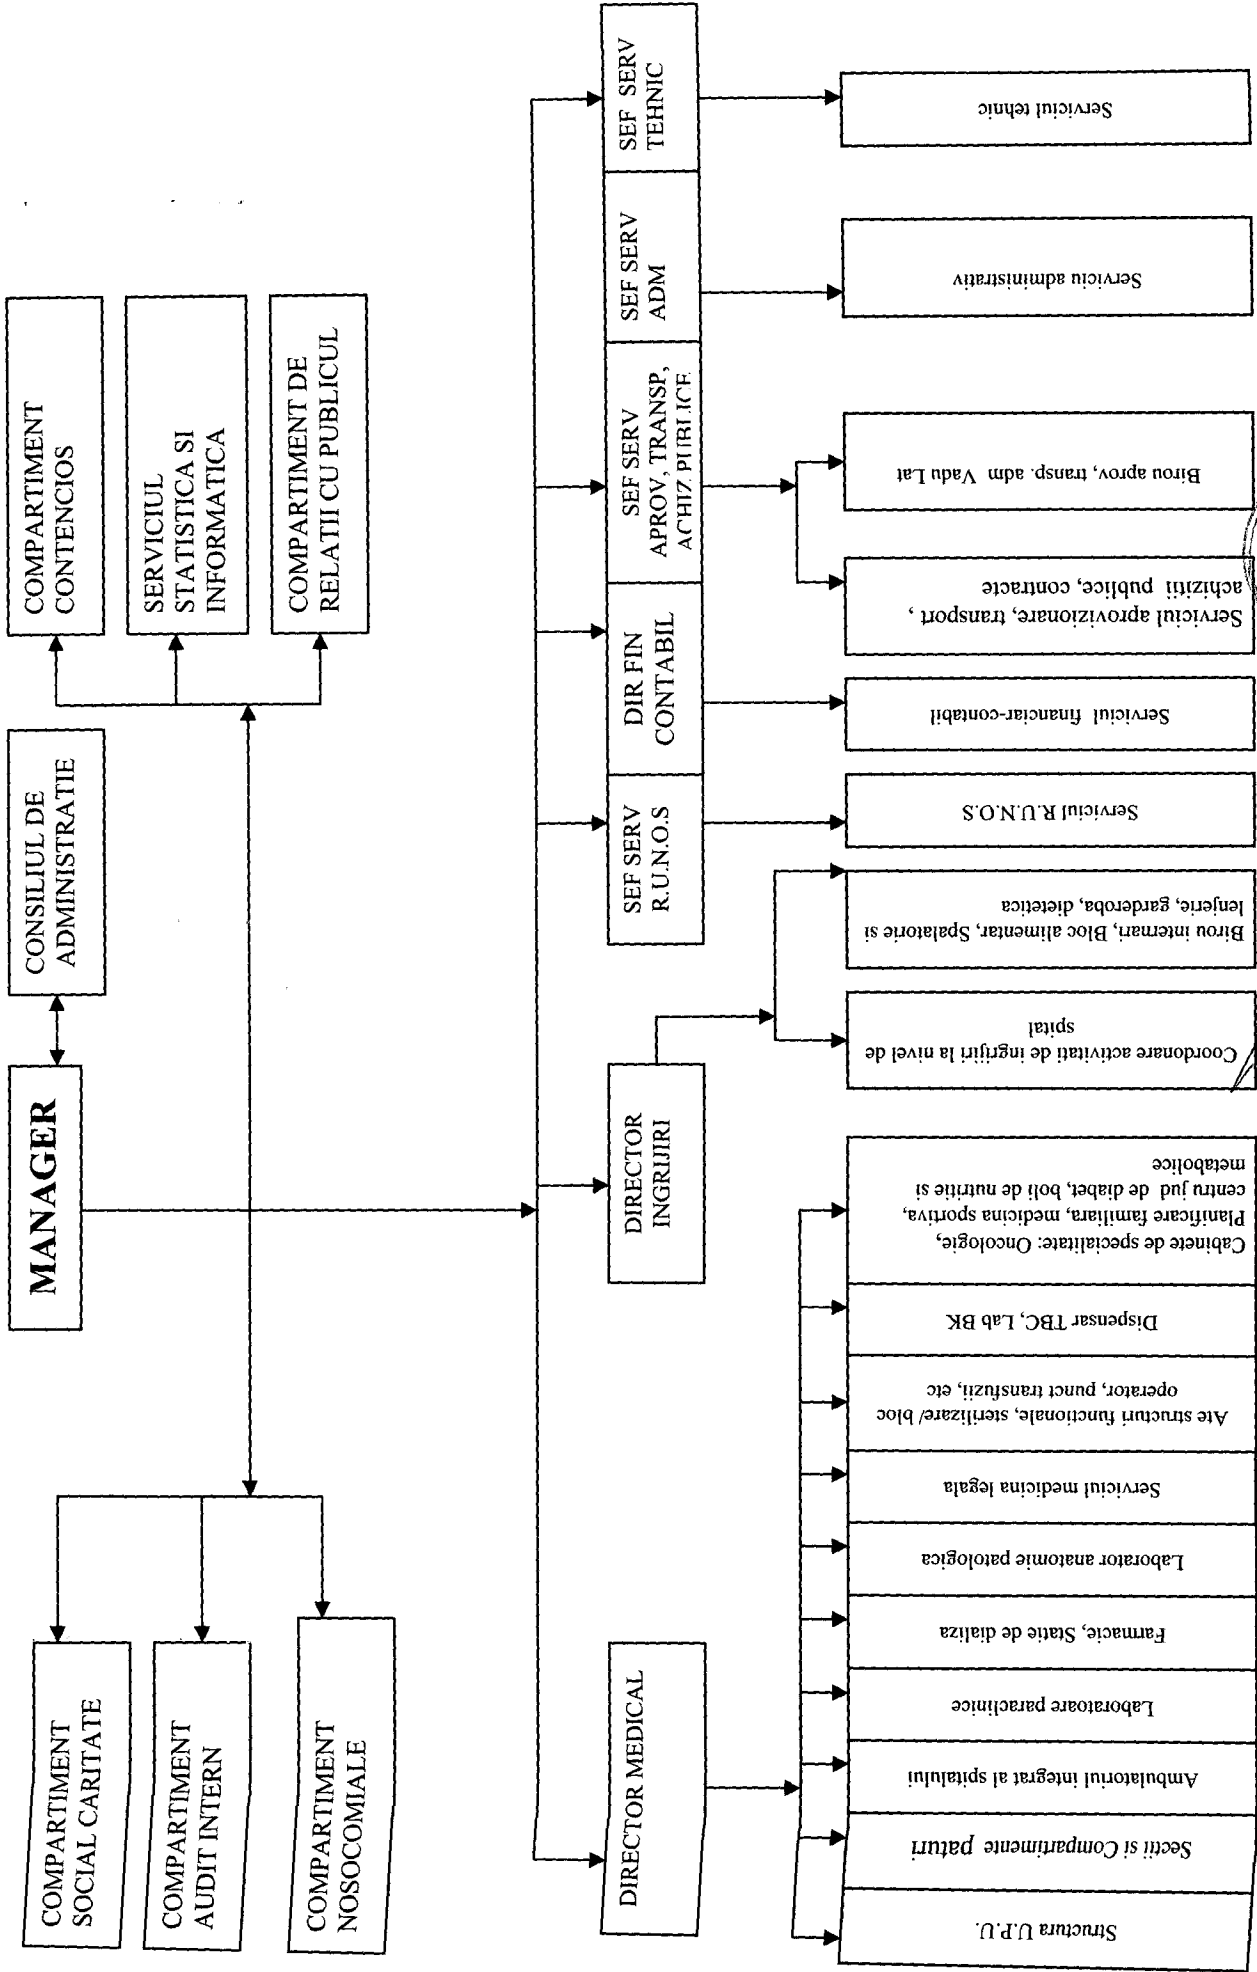 MANAGER
CONSILIUL DE
ADMINISTRATIE
COMPARTIMENT
SOCIAL CARITATE
COMPARTIMENT
AUDIT INTERN
COMPARTIMENT
NOSOCOMIALE
COMPARTIMENT
CONTENCIOS
SERVICIUL
STATISTICA SI
INFORMATICA
COMPARTIMENT DE
RELATII CU PUBLICUL
DIRECTOR MEDICAL
DIRECTOR
INGRIJIRI
SEF SERV
R.U.N.O.S
DIR FIN
CONTABIL
SEF SERV
APROV, TRANSP,
ACHIZ PUBLICE
SEF SERV
ADM
SEF SERV
TEHNIC
Structura U.P.U.
Sectii si Compartimente paturi
Ambulatoriul integrat al spitalului
Laboratoare paraclinice
Farmacie, Statie de dializa
Laborator anatomie patologica
Serviciul medicina legala
Ate structuri functionale, sterilizare/ bloc
operator, punct transfuzii, etc
Dispensar TBC, Lab BK
Cabinete de specialitate: Oncologie,
Planificare familiara, medicina sportiva,
centru jud de diabet, boli de nutritie si
metabolice
Coordonare activitati de ingrijiri la nivel de
spital
Birou internari, Bloc alimentar, Spalatorie si
lenjerie, garderoba, dietetica
Serviciul R.U.N.O.S
Serviciul financiar-contabil
Serviciul aprovizionare, transport ,
achizitii publice, contracte
Birou aprov, transp. adm Vadu Lat
Serviciu administrativ
Serviciul tehnic